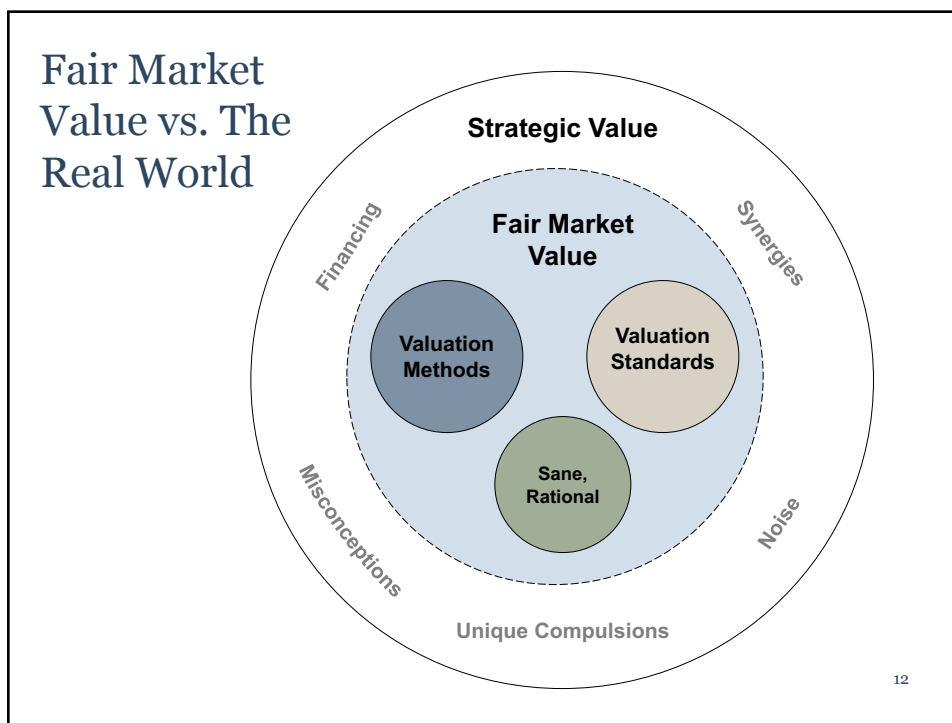 Fair Market
Value vs. The
Real World
Strategic Value
Financing
Synergies
Fair Market
Value
Valuation
Methods
Valuation
Standards
Sane,
Rational
Misconceptions
Noise
Unique Compulsions
12